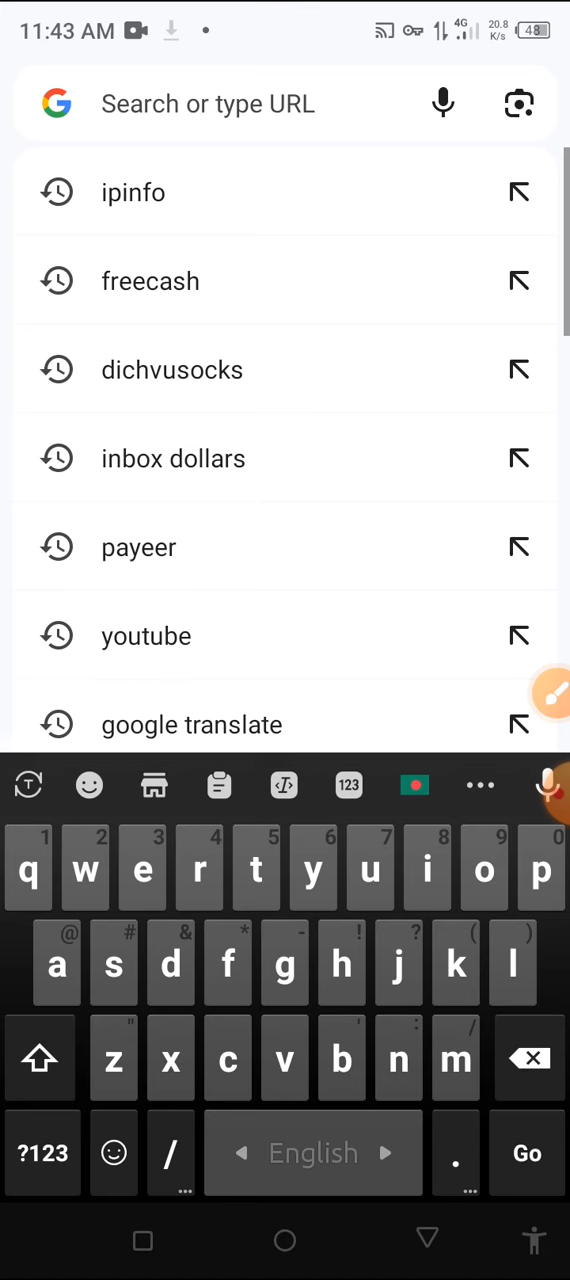 11:43 AM 4G 20.8 K/s 48
Search or type URL
ipinfo
freecash
dichvusocks
inbox dollars
payeer
youtube
google translate
T I 123
1 2 3 4 5 6 7 8 9 0
q w e r t y u i o p
@ # & * - ! ? ( )
a s d f g h j k l
" ' : /
z x c v b n m
?123 / English . Go